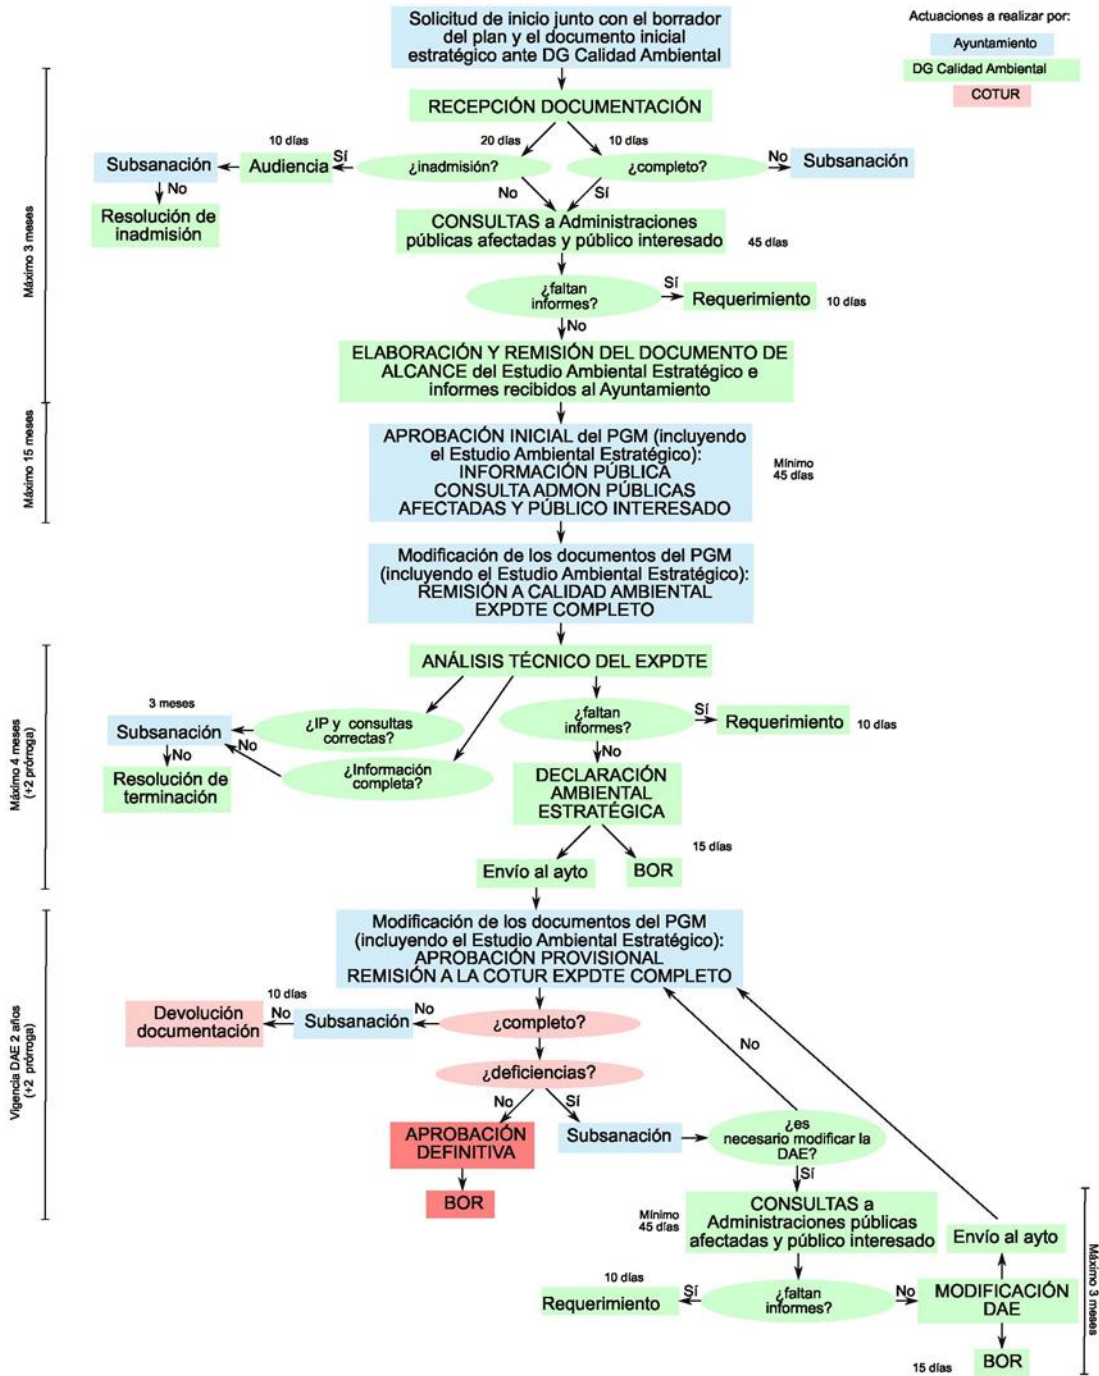 Solicitud de inicio junto con el borrador
del plan y el documento inicial
estratégico ante DG Calidad Ambiental
Actuaciones a realizar por:
Ayuntamiento
DG Calidad Ambiental
COTUR
Máximo 3 meses
RECEPCIÓN DOCUMENTACIÓN
10 días
20 días
10 días
Subsanación
Audiencia
Sí
¿inadmisión?
¿completo?
No
Subsanación
No
Resolución de
inadmisión
No
Sí
CONSULTAS a Administraciones
públicas afectadas y público interesado
45 días
¿faltan
informes?
Sí
Requerimiento
10 días
No
ELABORACIÓN Y REMISIÓN DEL DOCUMENTO DE
ALCANCE del Estudio Ambiental Estratégico e
informes recibidos al Ayuntamiento
Máximo 15 meses
APROBACIÓN INICIAL del PGM (incluyendo
el Estudio Ambiental Estratégico):
INFORMACIÓN PÚBLICA
CONSULTA ADMON PÚBLICAS
AFECTADAS Y PÚBLICO INTERESADO
Mínimo
45 días
Modificación de los documentos del PGM
(incluyendo el Estudio Ambiental Estratégico):
REMISIÓN A CALIDAD AMBIENTAL
EXPDTE COMPLETO
Máximo 4 meses
(+2 prórroga)
ANÁLISIS TÉCNICO DEL EXPDTE
3 meses
Subsanación
¿IP y consultas
correctas?
No
¿Información
completa?
No
Resolución de
terminación
¿faltan
informes?
Sí
Requerimiento
10 días
No
DECLARACIÓN
AMBIENTAL
ESTRATÉGICA
15 días
Envío al ayto
BOR
Vigencia DAE 2 años
(+2 prórroga)
Modificación de los documentos del PGM
(incluyendo el Estudio Ambiental Estratégico):
APROBACIÓN PROVISIONAL
REMISIÓN A LA COTUR EXPDTE COMPLETO
10 días
Devolución
documentación
No
Subsanación
No
¿completo?
No
¿deficiencias?
No
Sí
APROBACIÓN
DEFINITIVA
BOR
Subsanación
¿es
necesario modificar la
DAE?
Sí
Mínimo
45 días
CONSULTAS a
Administraciones públicas
afectadas y público interesado
Envío al ayto
Máximo 3 meses
10 días
Requerimiento
Sí
¿faltan
informes?
No
MODIFICACIÓN
DAE
15 días
BOR